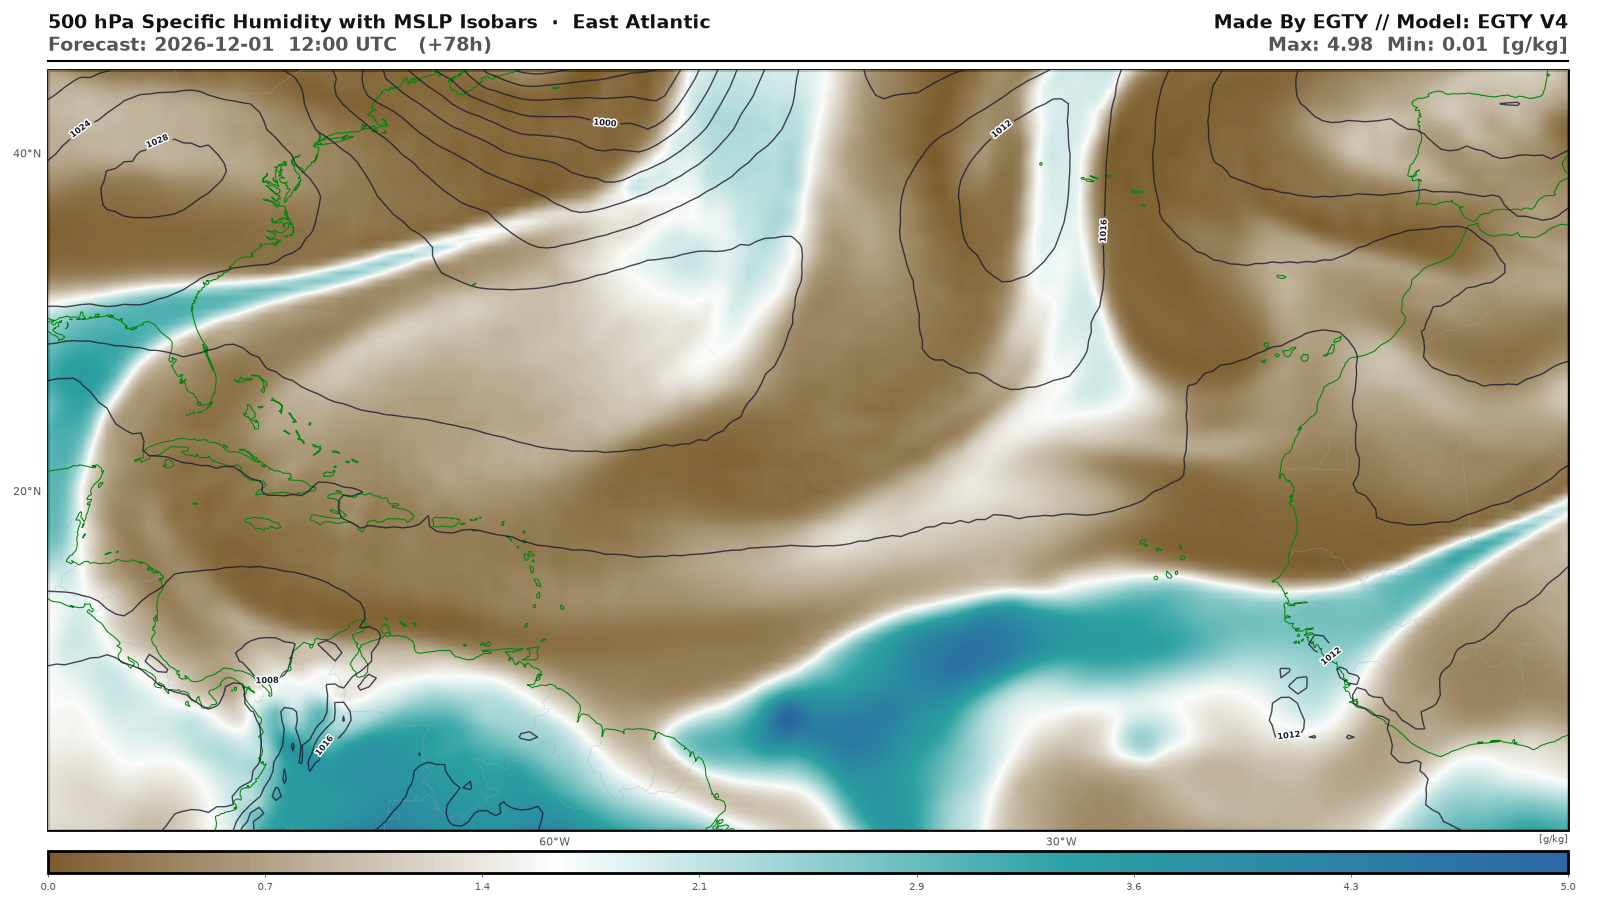 500 hPa Specific Humidity with MSLP Isobars · East Atlantic
Made By EGTY // Model: EGTY V4
Forecast: 2026-12-01 12:00 UTC (+78h)
Max: 4.98 Min: 0.01 [g/kg]
1024
1028
1000
1012
40°N
1016
20°N
1012
1008
1016
1012
60°W
30°W
[g/kg]
0.0 0.7 1.4 2.1 2.9 3.6 4.3 5.0